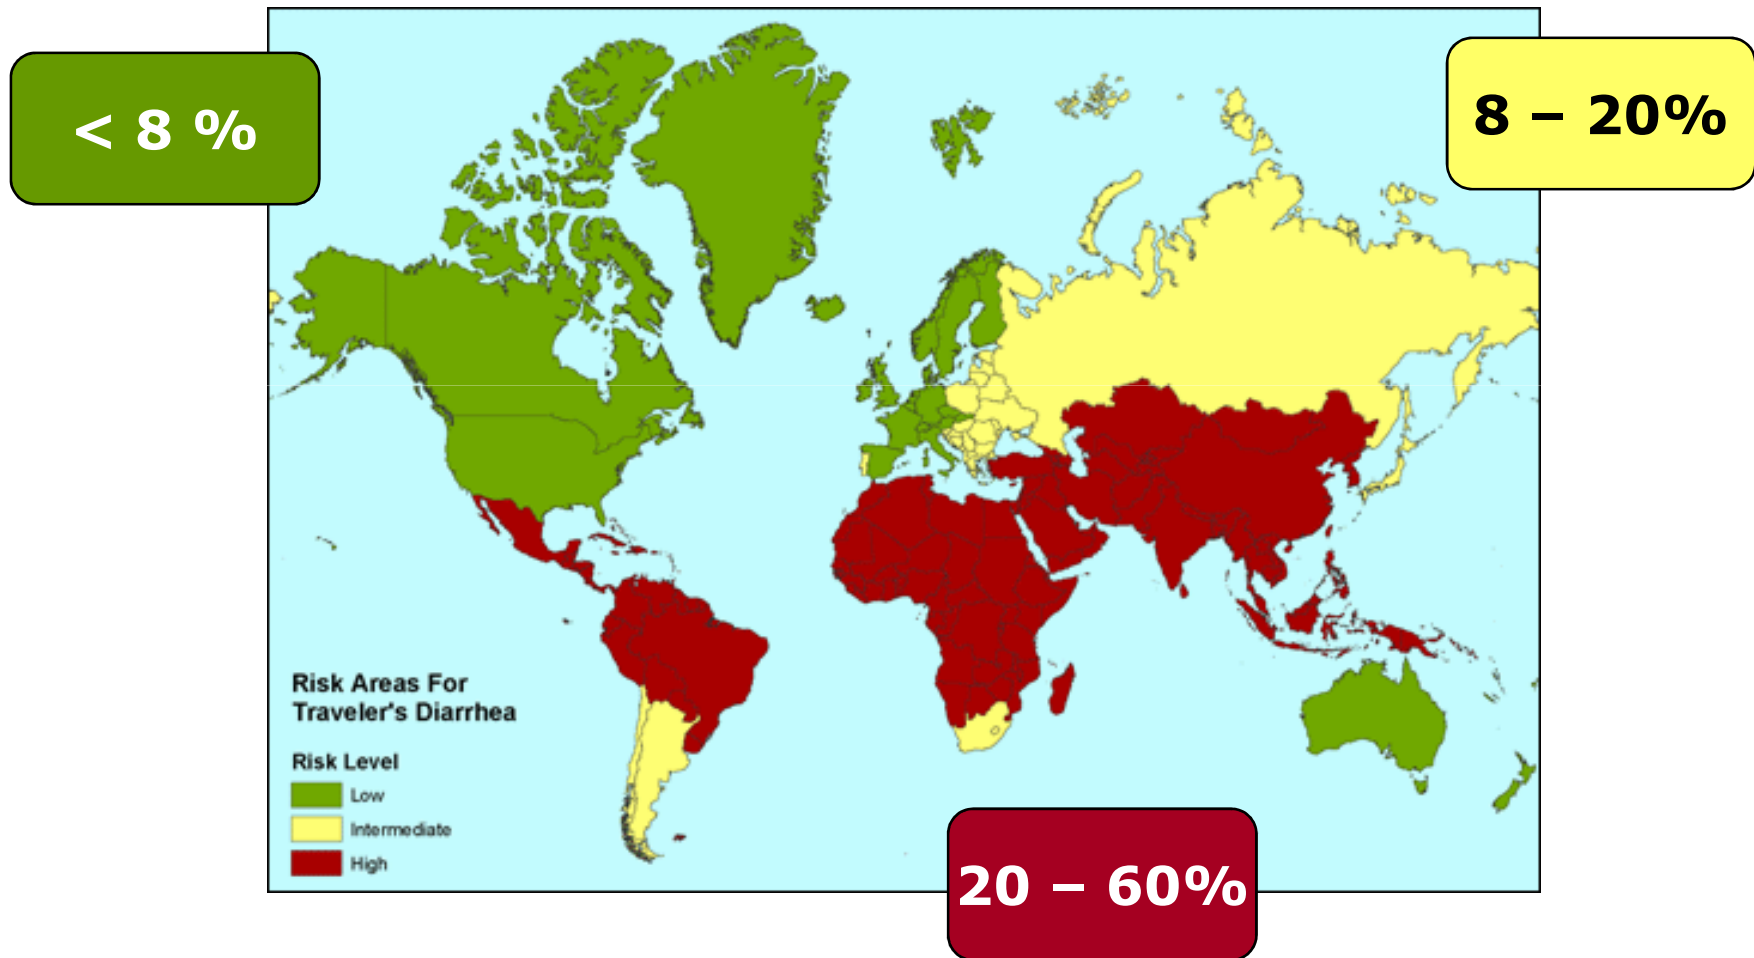 < 8 %
8 – 20%
Risk Areas For
Traveler's Diarrhea
Risk Level
Low
Intermediate
High
20 – 60%